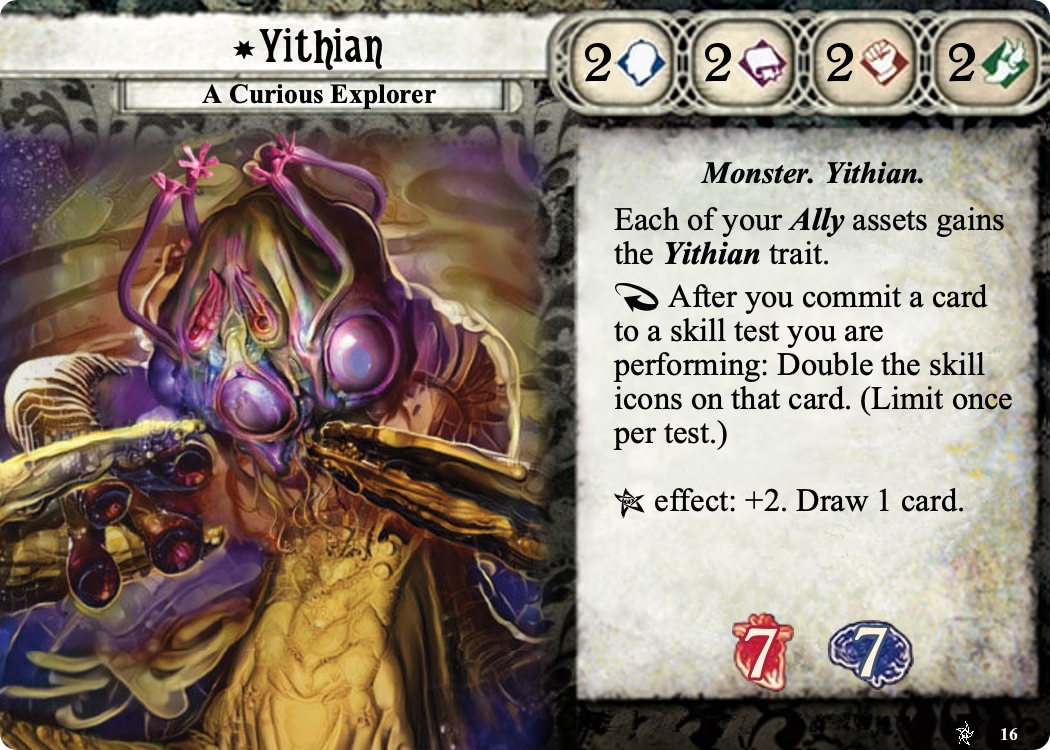 Yithian
2 2 2 2
A Curious Explorer
Monster. Yithian.
Each of your Ally assets gains
the Yithian trait.
After you commit a card
to a skill test you are
performing: Double the skill
icons on that card. (Limit once
per test.)
effect: +2. Draw 1 card.
7 7
16